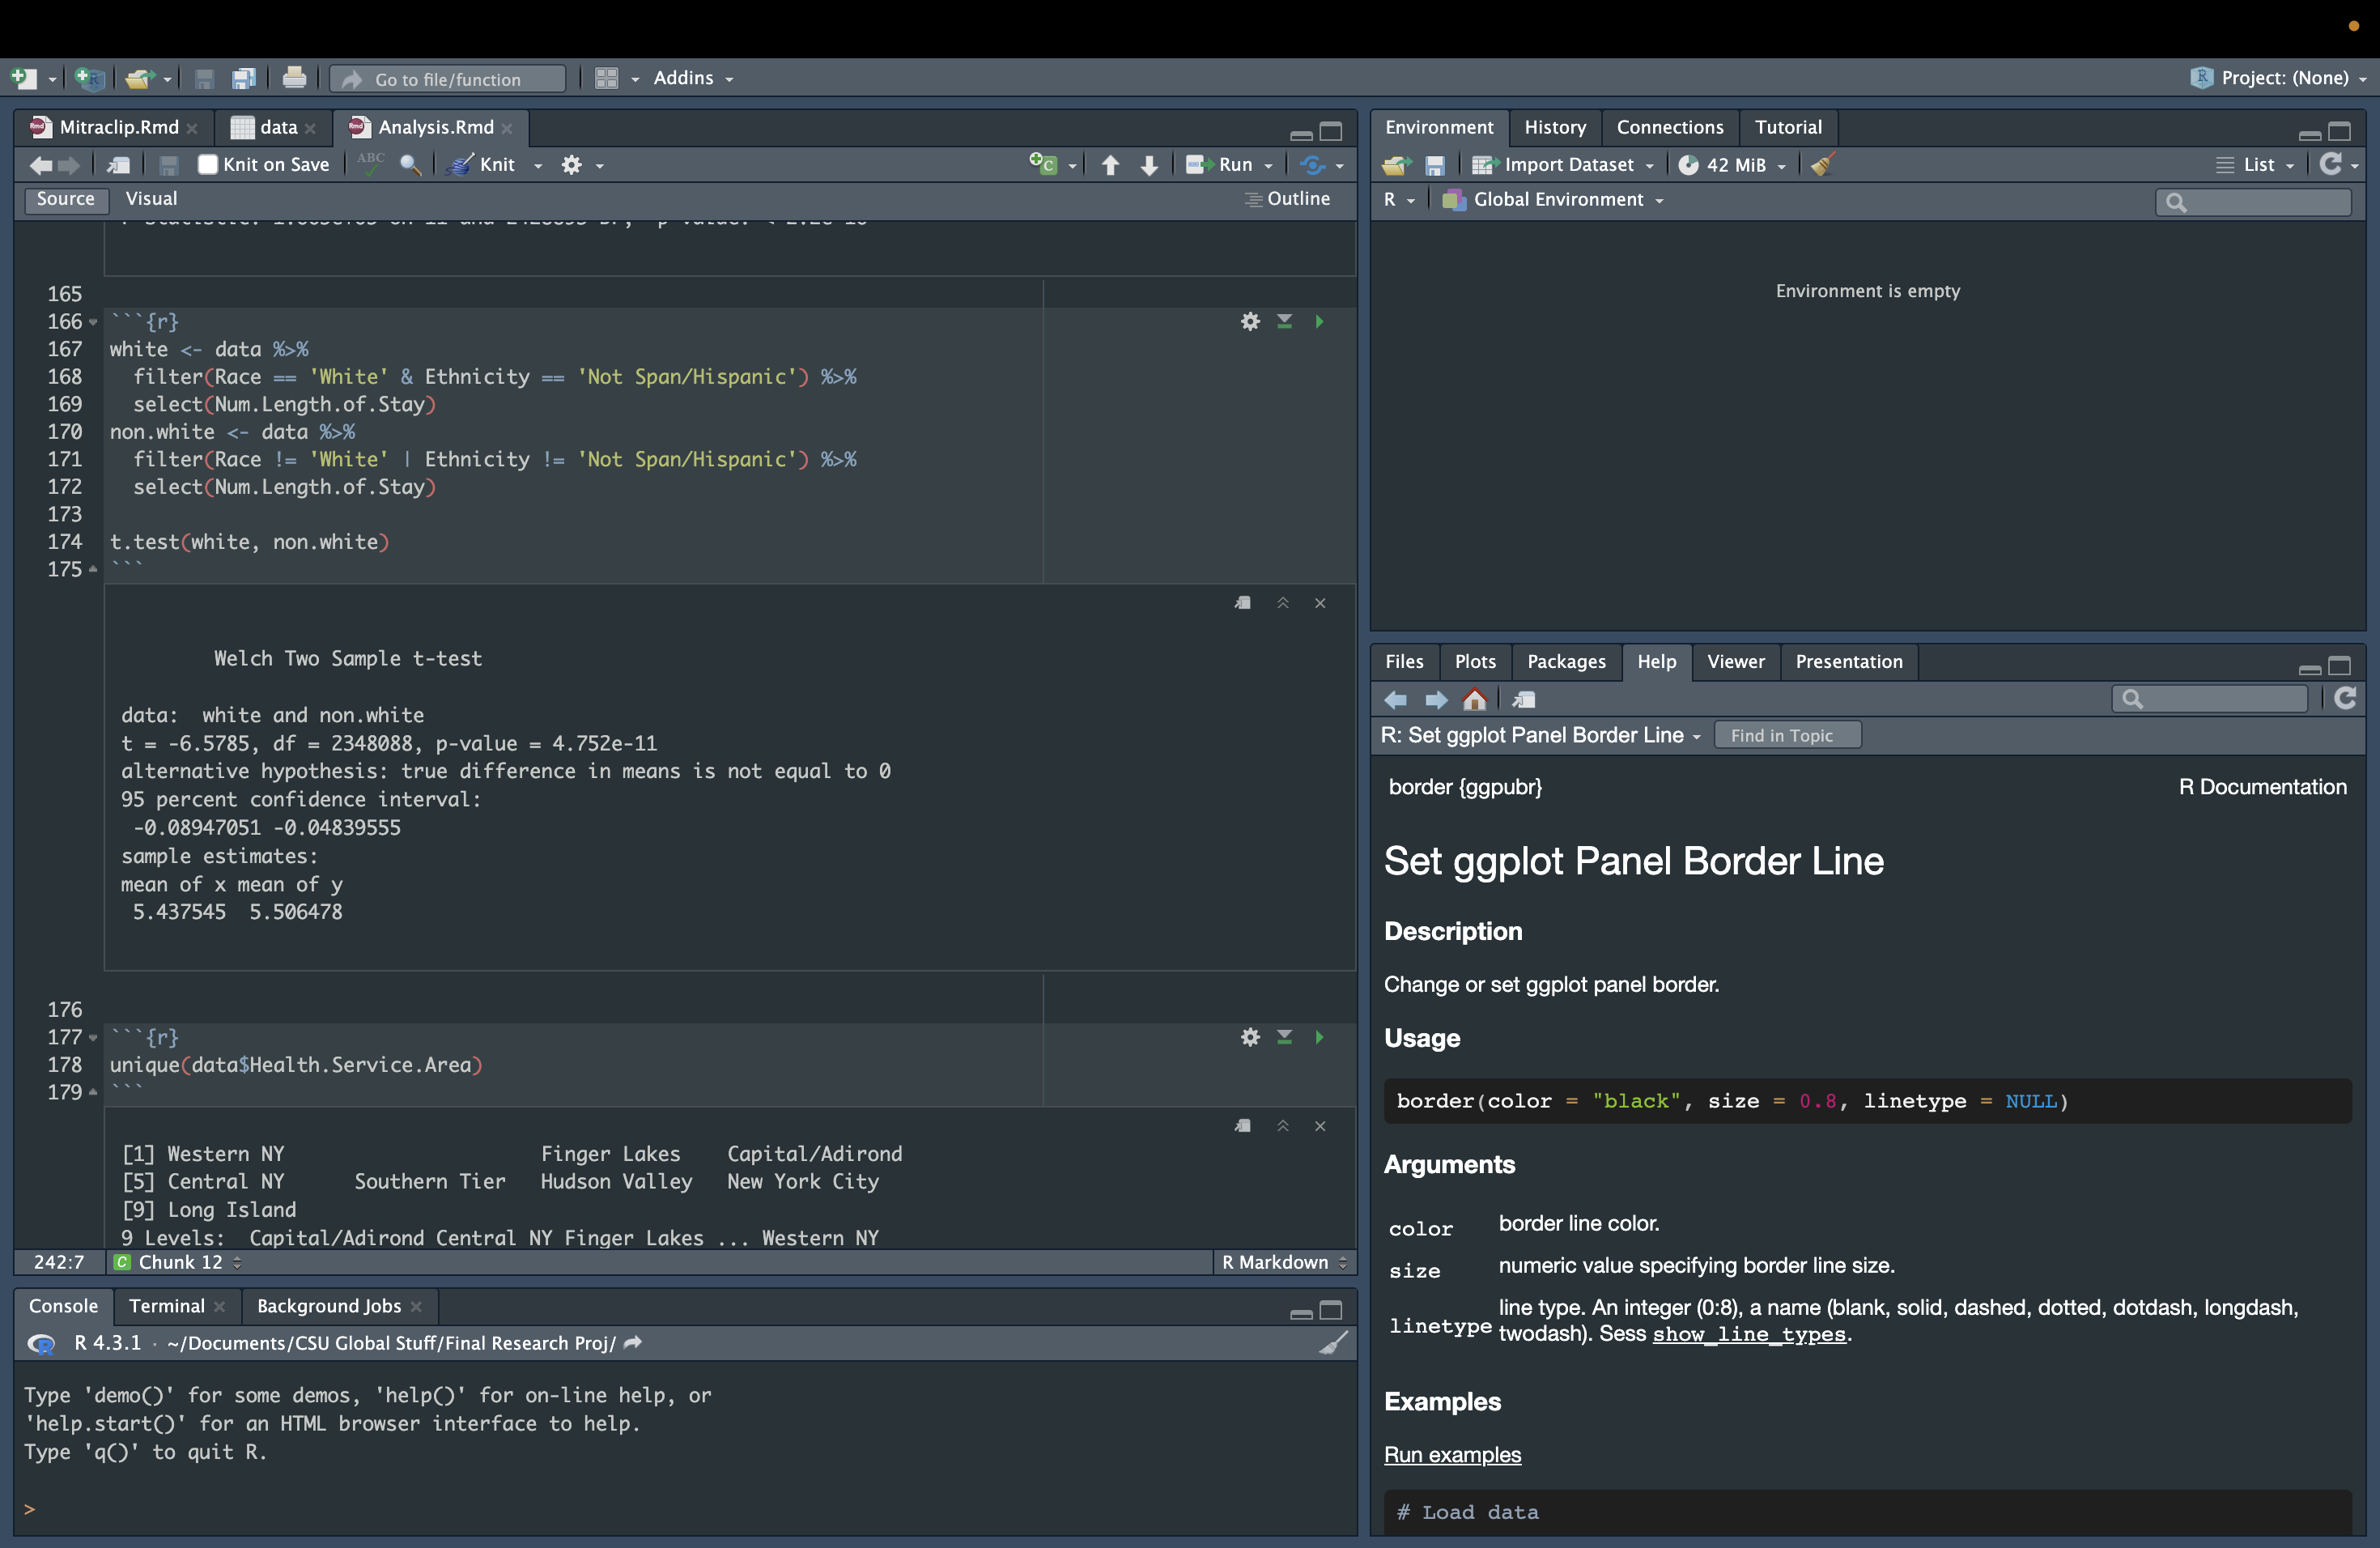 Go to file/function
Addins
Project: (None)
Mitraclip.Rmd
data
Analysis.Rmd
Knit on Save
ABC
Knit
Run
Source
Visual
Outline
165
166 ```{r}
167 white <- data %>%
168 filter(Race == 'White' & Ethnicity == 'Not Span/Hispanic') %>%
169 select(Num.Length.of.Stay)
170 non.white <- data %>%
171 filter(Race != 'White' | Ethnicity != 'Not Span/Hispanic') %>%
172 select(Num.Length.of.Stay)
173
174 t.test(white, non.white)
175 ```
Welch Two Sample t-test
data: white and non.white
t = -6.5785, df = 2348088, p-value = 4.752e-11
alternative hypothesis: true difference in means is not equal to 0
95 percent confidence interval:
-0.08947051 -0.04839555
sample estimates:
mean of x mean of y
5.437545 5.506478
176
177 ```{r}
178 unique(data$Health.Service.Area)
179 ```
[1] Western NY Finger Lakes Capital/Adirond
[5] Central NY Southern Tier Hudson Valley New York City
[9] Long Island
9 Levels: Capital/Adirond Central NY Finger Lakes ... Western NY
242:7
C Chunk 12
R Markdown
Console
Terminal
Background Jobs
R 4.3.1 · ~/Documents/CSU Global Stuff/Final Research Proj/
Type 'demo()' for some demos, 'help()' for on-line help, or
'help.start()' for an HTML browser interface to help.
Type 'q()' to quit R.
>
Environment
History
Connections
Tutorial
Import Dataset
42 MiB
List
R
Global Environment
Environment is empty
Files
Plots
Packages
Help
Viewer
Presentation
R: Set ggplot Panel Border Line
Find in Topic
border {ggpubr}
R Documentation
Set ggplot Panel Border Line
Description
Change or set ggplot panel border.
Usage
border(color = "black", size = 0.8, linetype = NULL)
Arguments
color border line color.
size numeric value specifying border line size.
linetype line type. An integer (0:8), a name (blank, solid, dashed, dotted, dotdash, longdash,
twodash). Sess show_line_types.
Examples
Run examples
# Load data